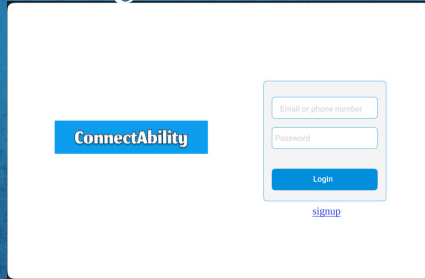 ConnectAbility
Email or phone number
Password
Login
signup